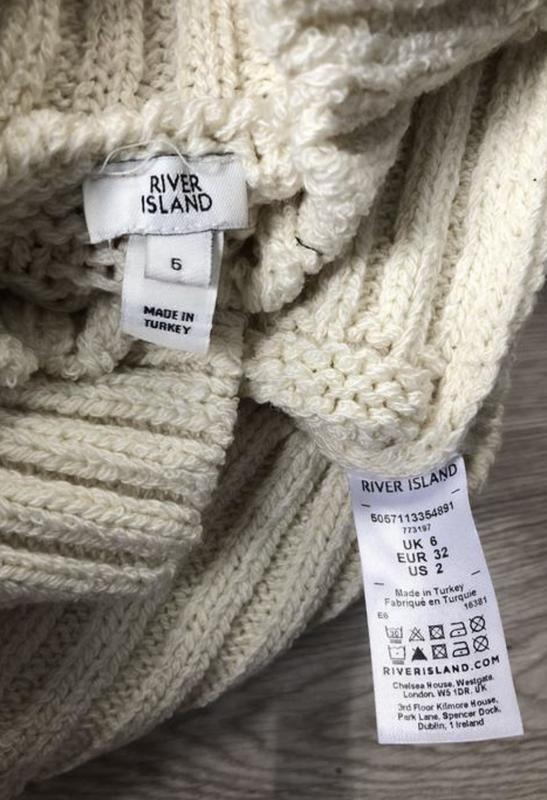 RIVER
ISLAND
6
MADE IN
TURKEY
RIVER ISLAND
5057113354891
773197
UK 6
EUR 32
US 2
Made in Turkey
Fabriqué en Turquie
16381
E6
30
RIVERISLAND.COM
Chelsea House, Westgate,
London, W5 1DR, UK
3rd Floor Kilmore House,
Park Lane, Spencer Dock,
Dublin, 1 Ireland